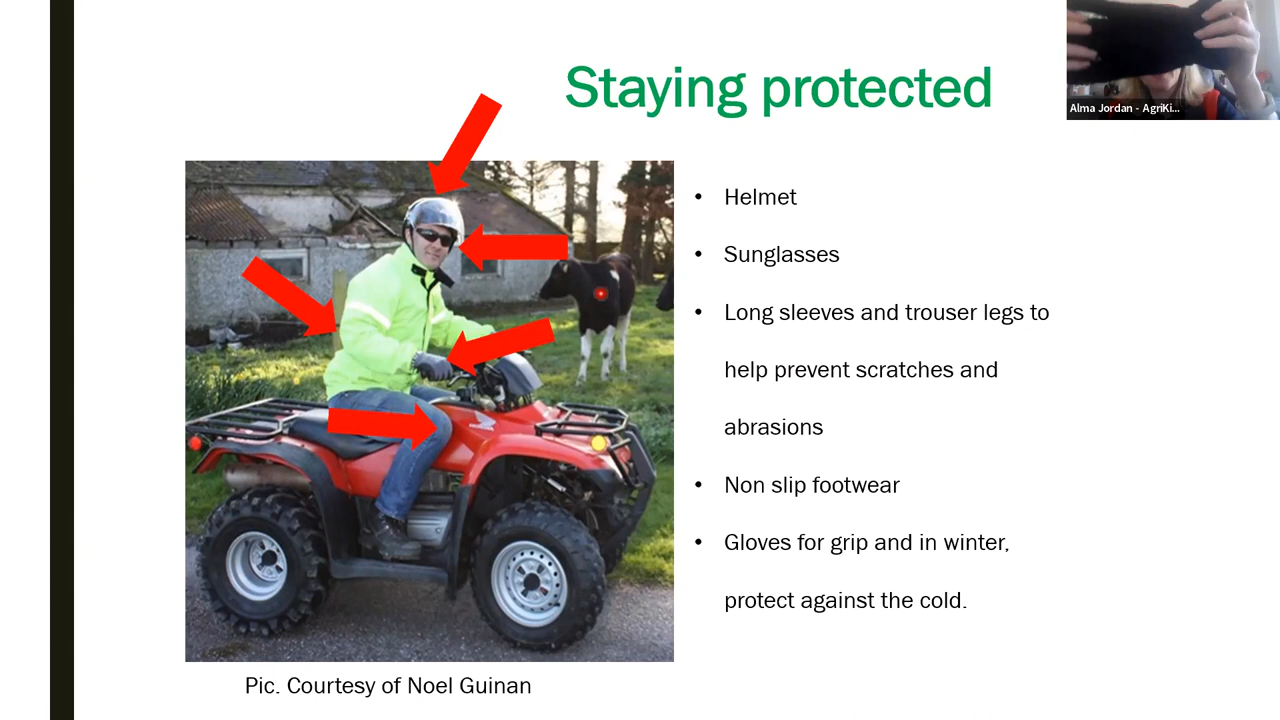 Staying protected
Alma Jordan - AgriKi...
• Helmet
• Sunglasses
• Long sleeves and trouser legs to
help prevent scratches and
abrasions
• Non slip footwear
• Gloves for grip and in winter,
protect against the cold.
Pic. Courtesy of Noel Guinan